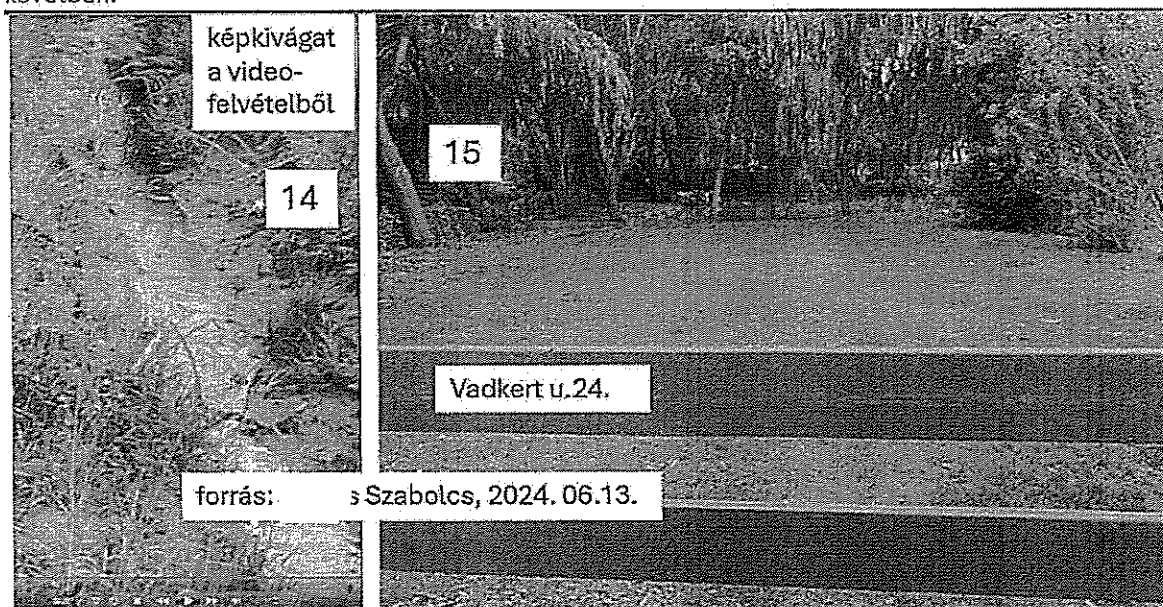 képkivágat
a video-
felvételből
14
15
Vadkert u.24.
forrás: s Szabolcs, 2024. 06.13.